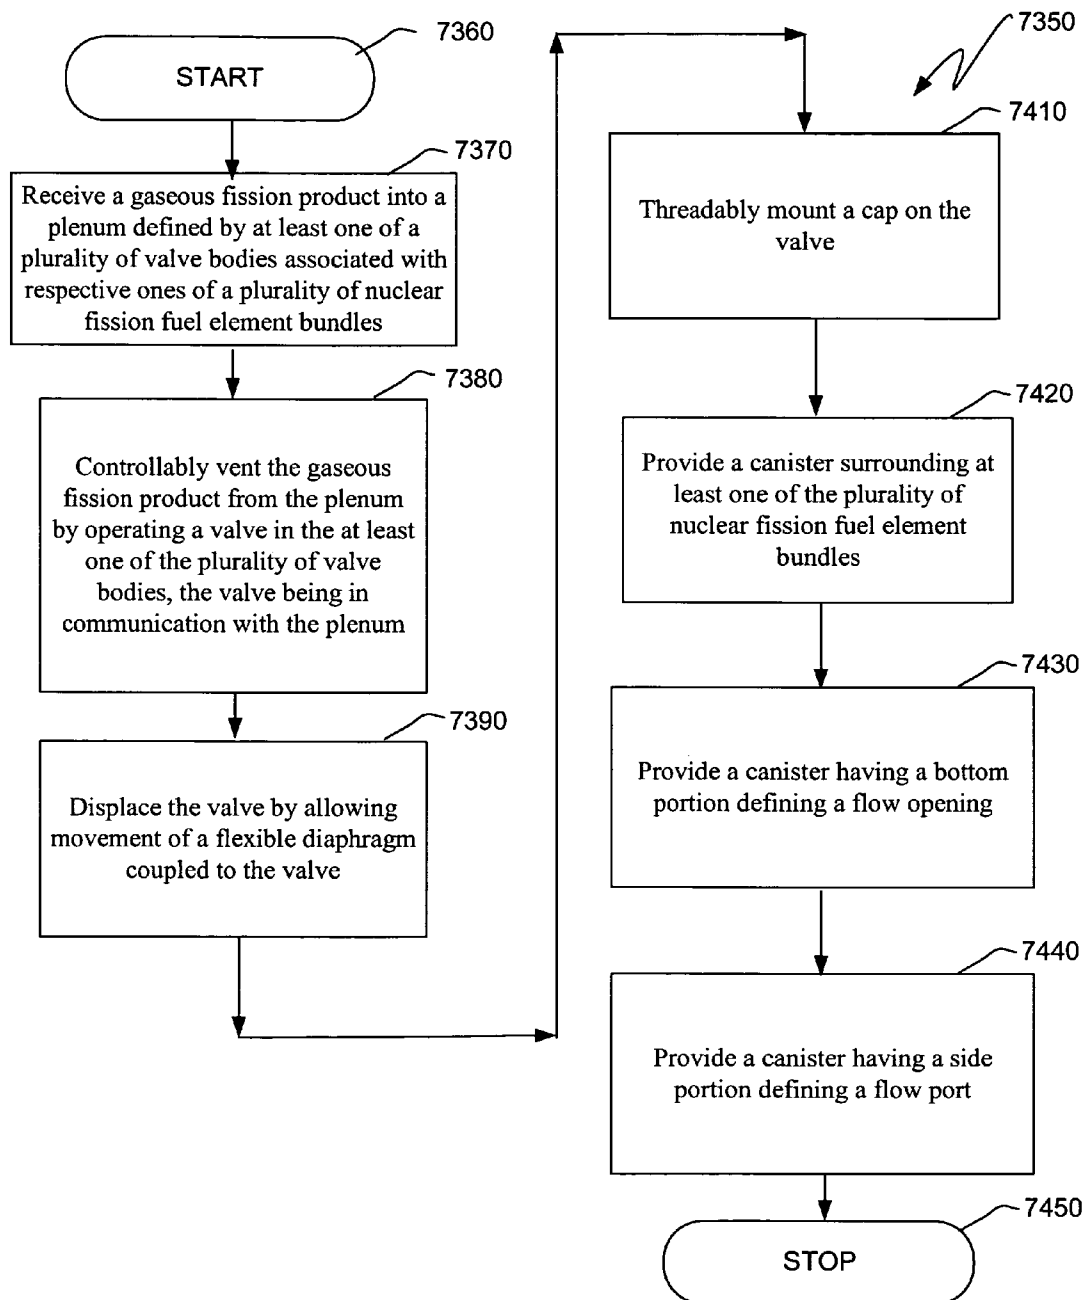 7360
START
7370
Receive a gaseous fission product into a
plenum defined by at least one of a
plurality of valve bodies associated with
respective ones of a plurality of nuclear
fission fuel element bundles
7380
Controllably vent the gaseous
fission product from the plenum
by operating a valve in the at least
one of the plurality of valve
bodies, the valve being in
communication with the plenum
7390
Displace the valve by allowing
movement of a flexible diaphragm
coupled to the valve
7350
7410
Threadably mount a cap on the
valve
7420
Provide a canister surrounding at
least one of the plurality of
nuclear fission fuel element
bundles
7430
Provide a canister having a bottom
portion defining a flow opening
7440
Provide a canister having a side
portion defining a flow port
7450
STOP